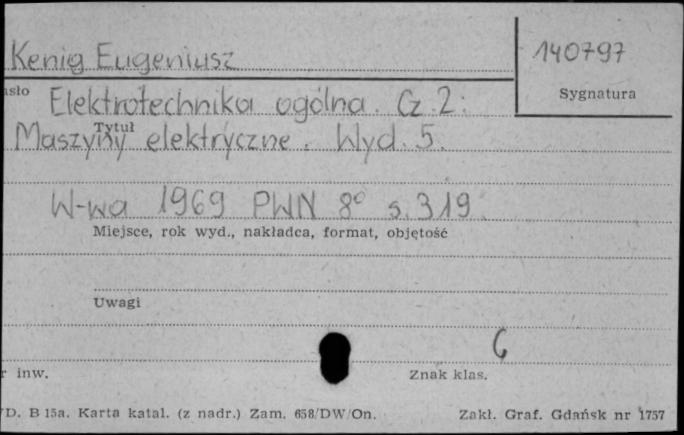 Kenig Eugeniusz
140797
Sygnatura
Elektrotechnika ogólna. Cz. 2:
Tytuł
Maszyny elektryczne. Wyd. 5.
W-wa 1969 PWN 8° s. 319.
Miejsce, rok wyd., nakładca, format, objętość
Uwagi
6
r inw.
Znak klas.
D. B 15a. Karta katal. (z nadr.) Zam. 658/DW/On.
Zakł. Graf. Gdańsk nr 1757